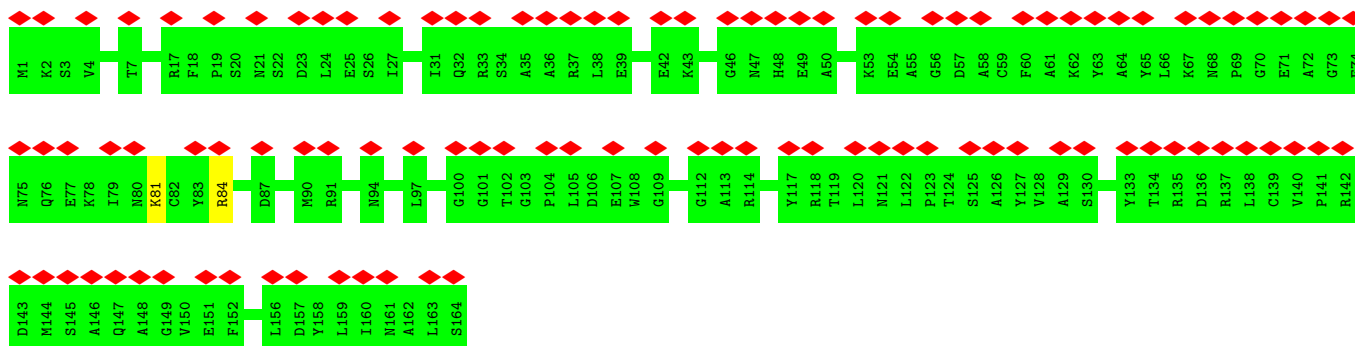 M1 K2 S3 V4 T7 R17 F18 P19 S20 N21 S22 D23 L24 E25 S26 I27 I31 Q32 R33 S34 A35 A36 R37 L38 E39 E42 K43 G46 N47 H48 E49 A50 K53 E54 A55 G56 D57 A58 C59 F60 A61 K62 Y63 A64 Y65 L66 K67 N68 P69 G70 E71 A72 G73 E74
N75 Q76 E77 K78 I79 N80 K81 C82 Y83 R84 D87 M90 R91 N94 L97 G100 G101 T102 G103 P104 L105 D106 E107 W108 G109 G112 A113 R114 Y117 R118 T119 L120 N121 L122 P123 T124 S125 A126 Y127 V128 A129 S130 Y133 T134 R135 D136 R137 L138 C139 V140 P141 R142
D143 M144 S145 A146 Q147 A148 G149 V150 E151 F152 L156 D157 Y158 L159 I160 N161 A162 L163 S164